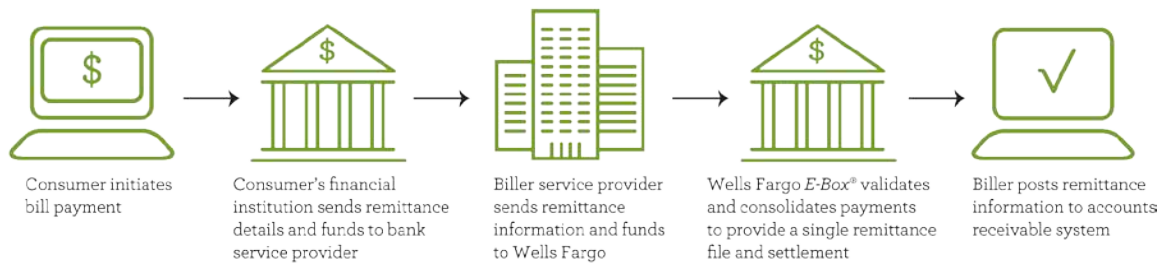 $
$
$
√
Consumer initiates
bill payment
Consumer's financial
institution sends remittance
details and funds to bank
service provider
Biller service provider
sends remittance
information and funds
to Wells Fargo
Wells Fargo E-Box® validates
and consolidates payments
to provide a single remittance
file and settlement
Biller posts remittance
information to accounts
receivable system